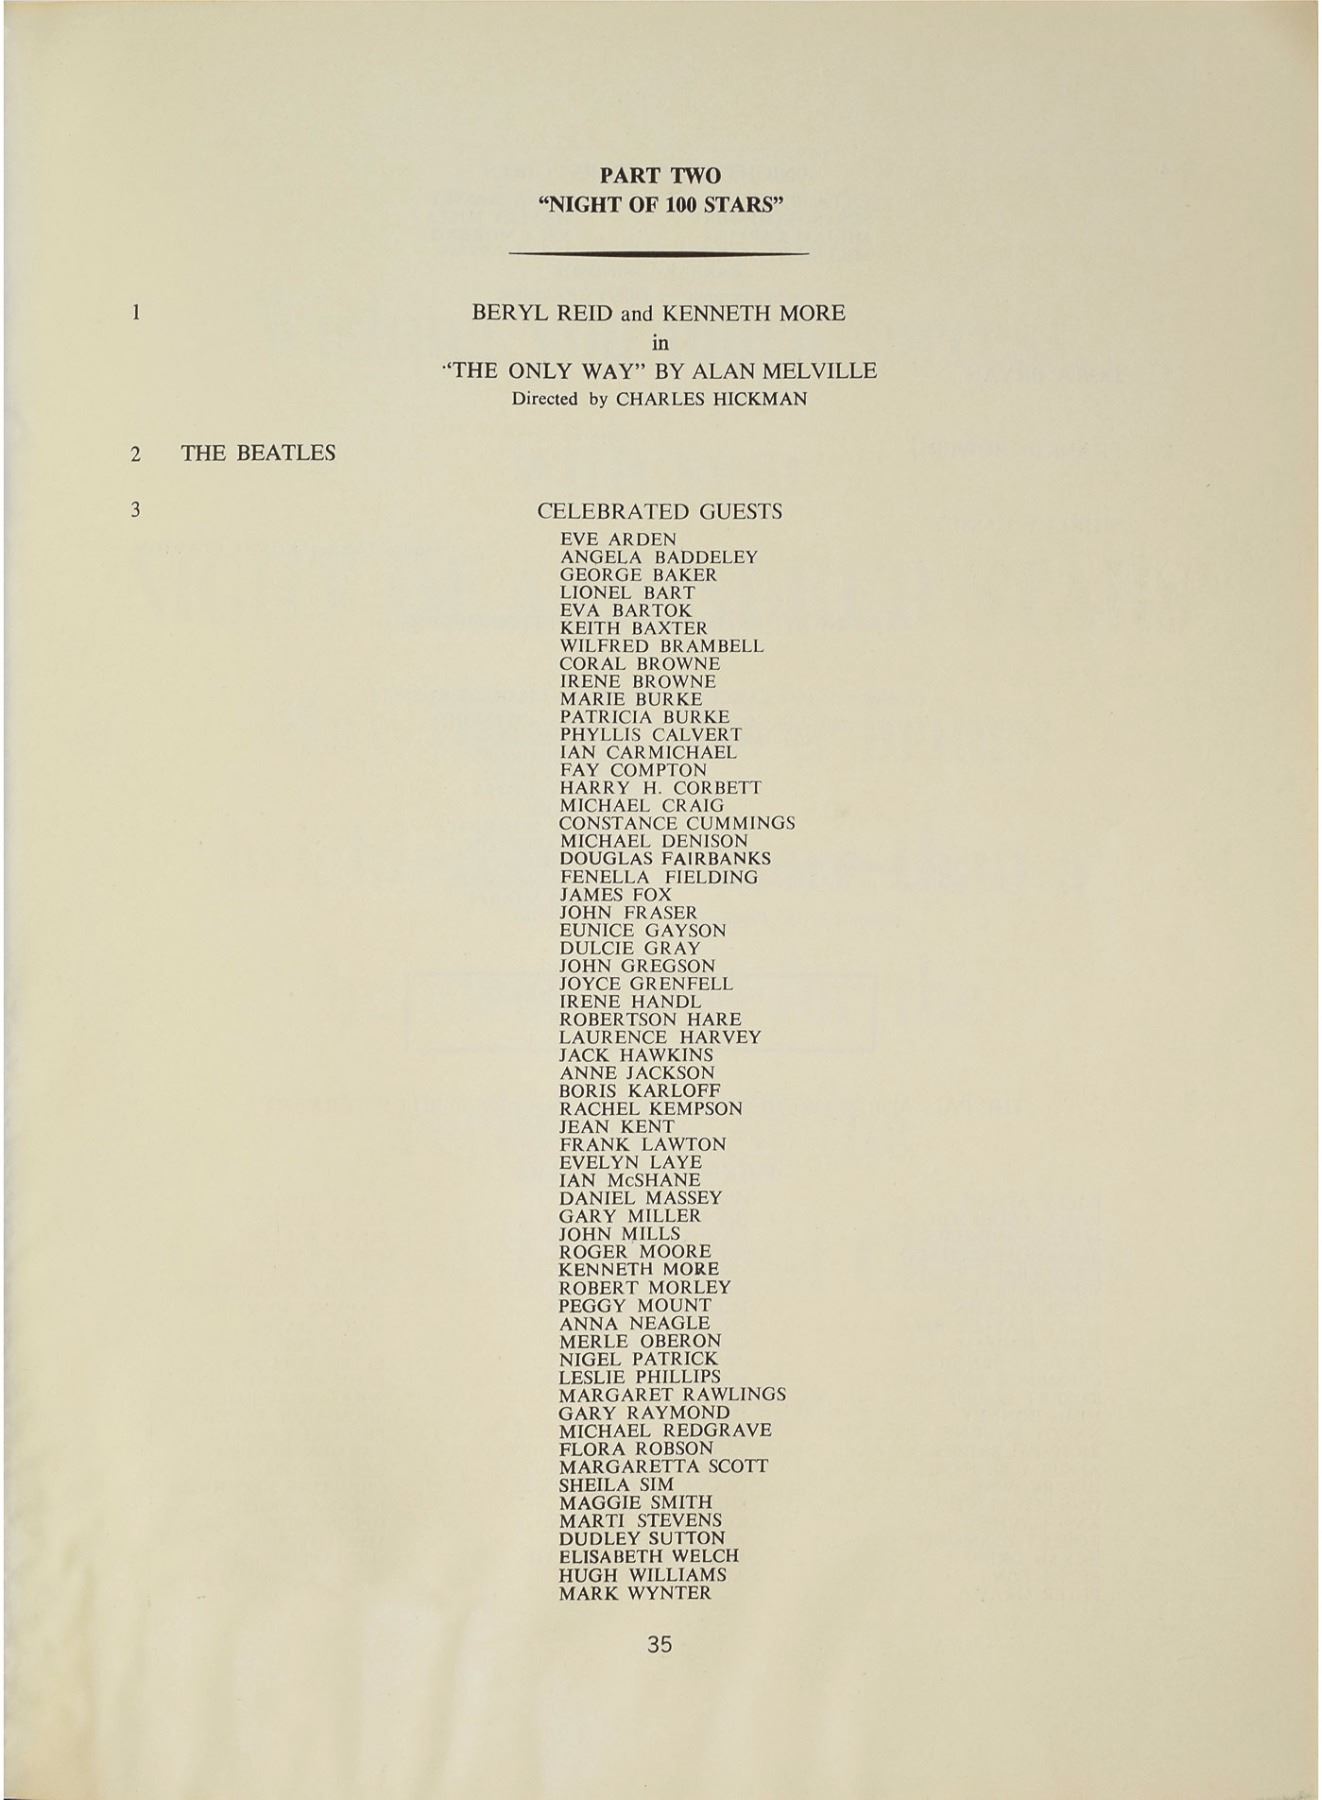 PART TWO
“NIGHT OF 100 STARS”
1 BERYL REID and KENNETH MORE
in
“THE ONLY WAY” BY ALAN MELVILLE
Directed by CHARLES HICKMAN
2 THE BEATLES
3 CELEBRATED GUESTS
EVE ARDEN
ANGELA BADDELEY
GEORGE BAKER
LIONEL BART
EVA BARTOK
KEITH BAXTER
WILFRED BRAMBELL
CORAL BROWNE
IRENE BROWNE
MARIE BURKE
PATRICIA BURKE
PHYLLIS CALVERT
IAN CARMICHAEL
FAY COMPTON
HARRY H. CORBETT
MICHAEL CRAIG
CONSTANCE CUMMINGS
MICHAEL DENISON
DOUGLAS FAIRBANKS
FENELLA FIELDING
JAMES FOX
JOHN FRASER
EUNICE GAYSON
DULCIE GRAY
JOHN GREGSON
JOYCE GRENFELL
IRENE HANDL
ROBERTSON HARE
LAURENCE HARVEY
JACK HAWKINS
ANNE JACKSON
BORIS KARLOFF
RACHEL KEMPSON
JEAN KENT
FRANK LAWTON
EVELYN LAYE
IAN McSHANE
DANIEL MASSEY
GARY MILLER
JOHN MILLS
ROGER MOORE
KENNETH MORE
ROBERT MORLEY
PEGGY MOUNT
ANNA NEAGLE
MERLE OBERON
NIGEL PATRICK
LESLIE PHILLIPS
MARGARET RAWLINGS
GARY RAYMOND
MICHAEL REDGRAVE
FLORA ROBSON
MARGARETTA SCOTT
SHEILA SIM
MAGGIE SMITH
MARTI STEVENS
DUDLEY SUTTON
ELISABETH WELCH
HUGH WILLIAMS
MARK WYNTER
35